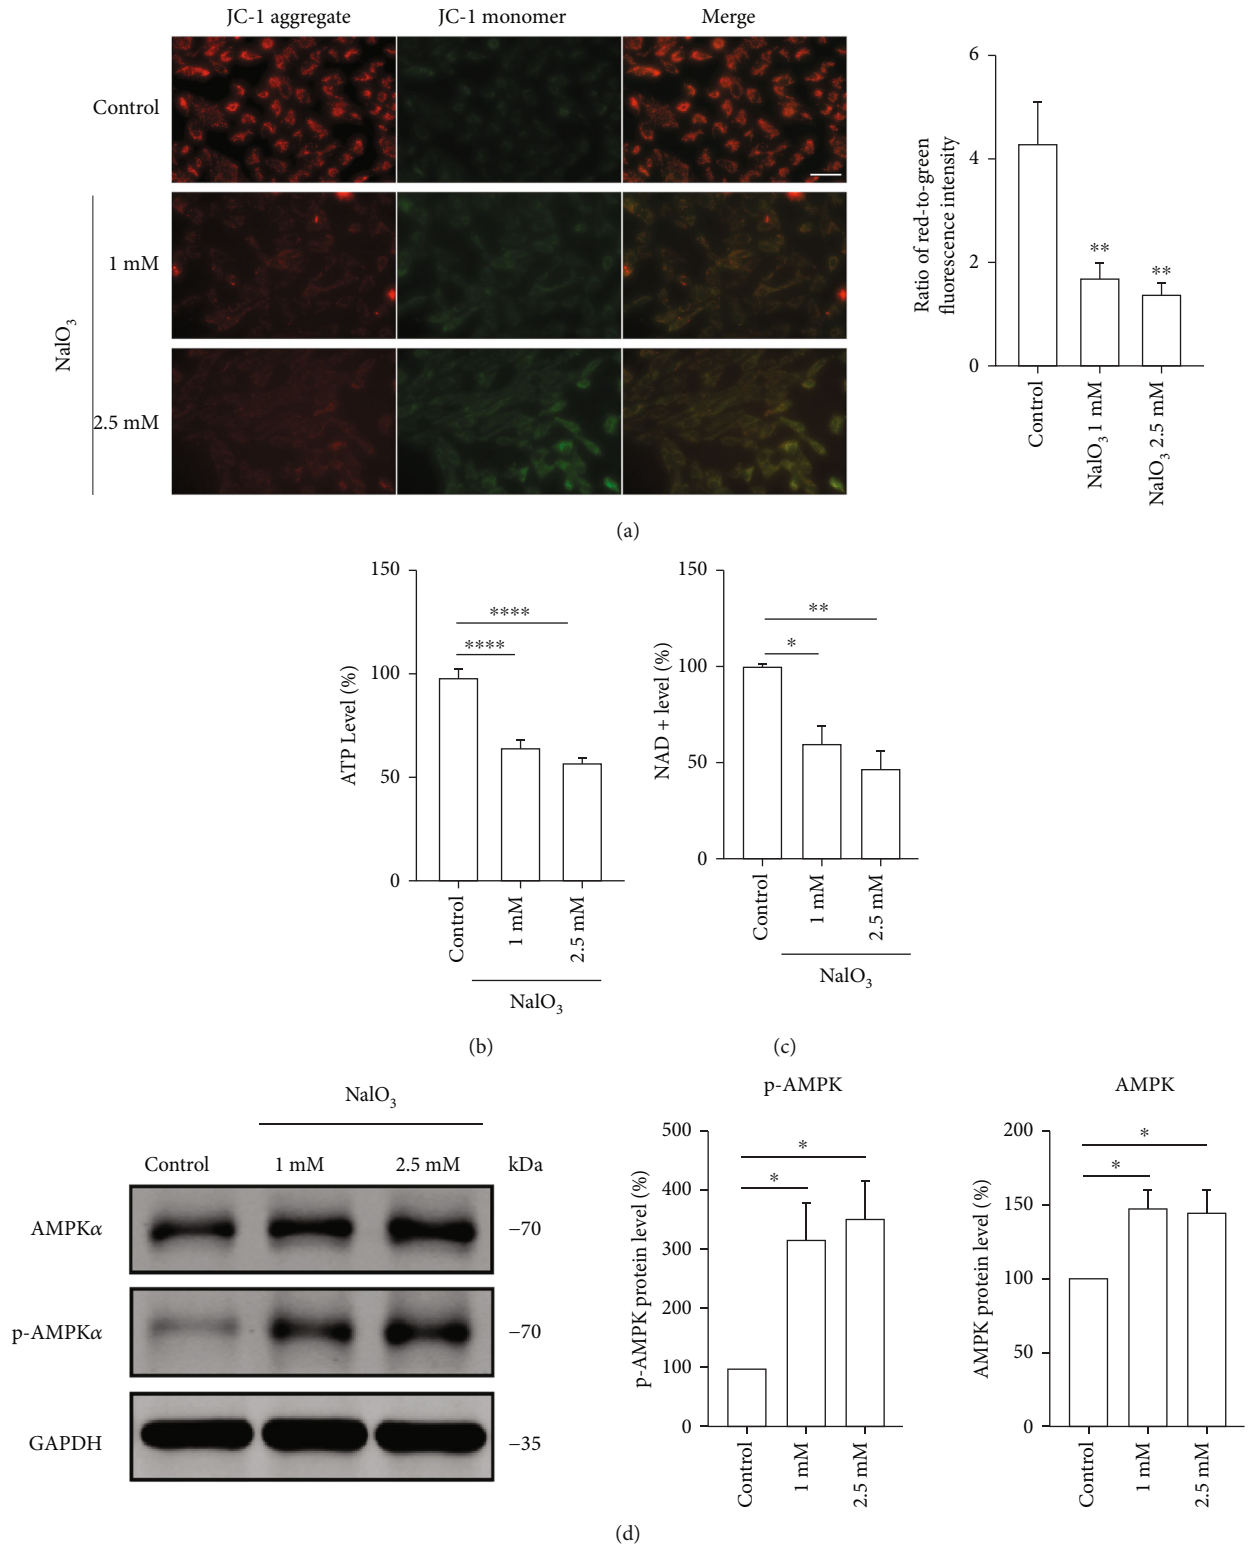 JC-1 aggregate JC-1 monomer Merge
Control
NaIO3
1 mM
2.5 mM
Ratio of red-to-green
fluorescence intensity
6
4
2
0
**
**
Control
NaIO3 1 mM
NaIO3 2.5 mM
(a)
ATP Level (%)
150
100
50
0
****
****
Control
1 mM
2.5 mM
NaIO3
(b)
NAD + level (%)
150
100
50
0
**
*
Control
1 mM
2.5 mM
NaIO3
(c)
NaIO3
Control 1 mM 2.5 mM kDa
AMPKα –70
p-AMPKα –70
GAPDH –35
p-AMPK
p-AMPK protein level (%)
500
400
300
200
100
0
*
*
Control
1 mM
2.5 mM
AMPK
AMPK protein level (%)
200
150
100
50
0
*
*
Control
1 mM
2.5 mM
(d)